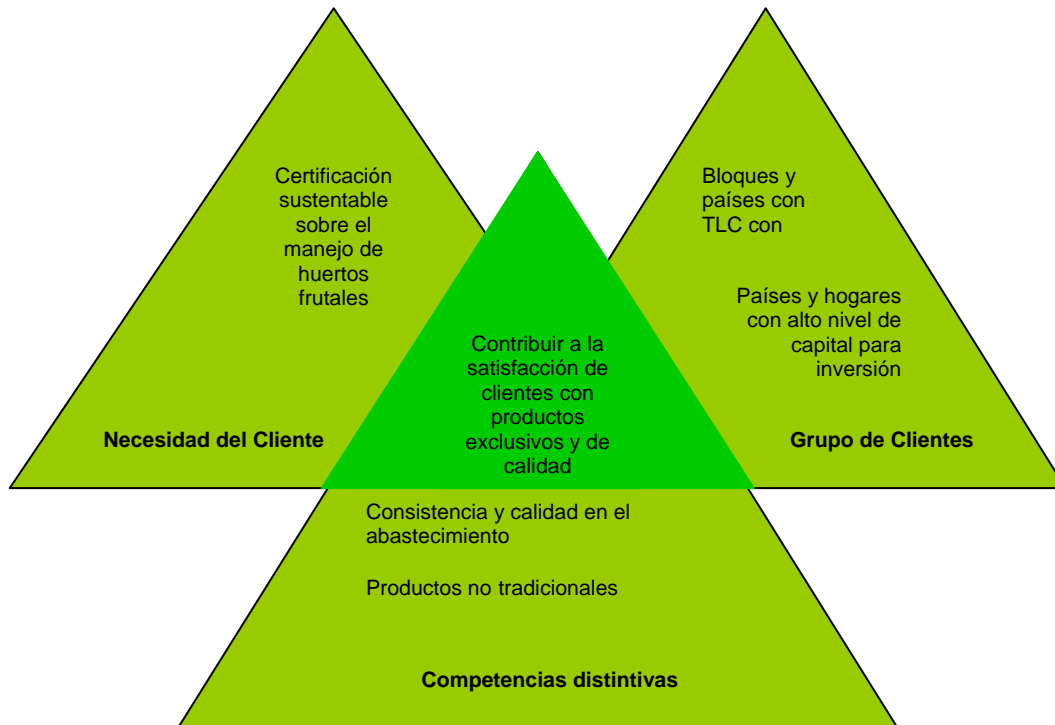 Certificación
sustentable
sobre el
manejo de
huertos
frutales
Necesidad del Cliente
Bloques y
países con
TLC con
Países y hogares
con alto nivel de
capital para
inversión
Grupo de Clientes
Contribuir a la
satisfacción de
clientes con
productos
exclusivos y de
calidad
Consistencia y calidad en el
abastecimiento
Productos no tradicionales
Competencias distintivas